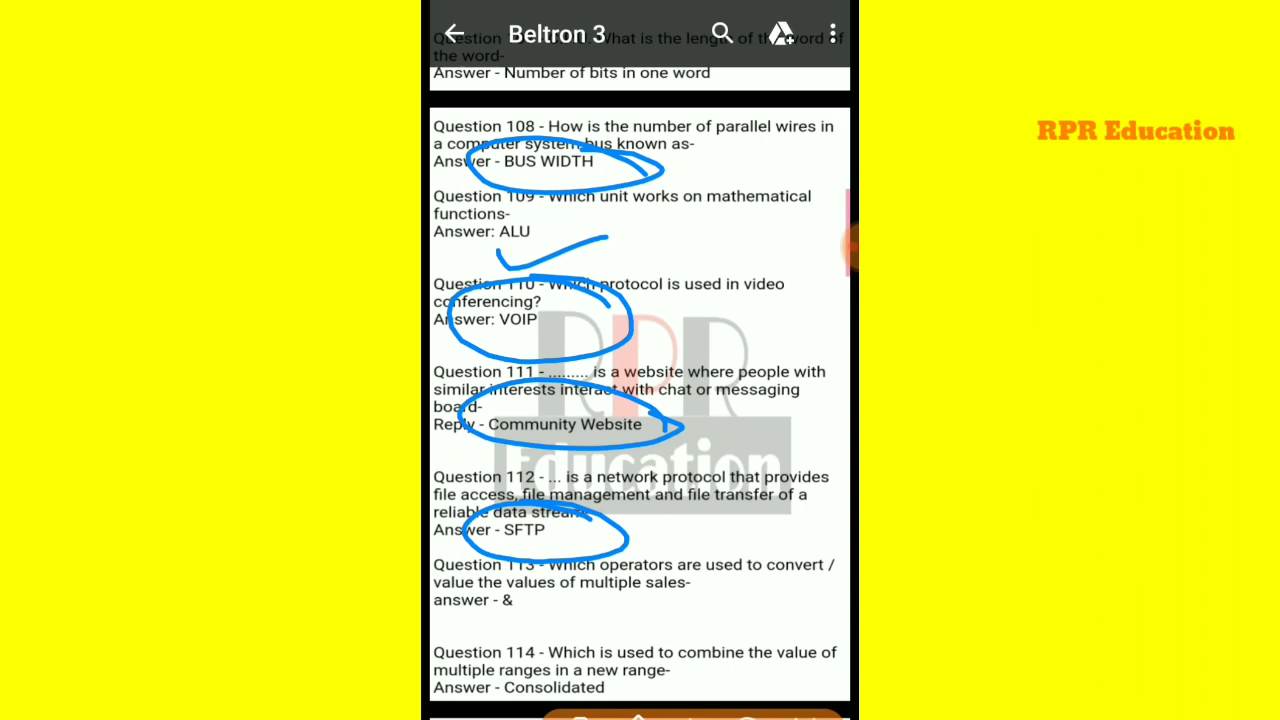 Beltron 3
What is the length of the word of
the word-
Answer - Number of bits in one word
Question 108 - How is the number of parallel wires in
a computer system bus known as-
Answer - BUS WIDTH
Question 109 - Which unit works on mathematical
functions-
Answer: ALU
Question 110 - Which protocol is used in video
conferencing?
Answer: VOIP
Question 111 - ......... is a website where people with
similar interests interact with chat or messaging
board-
Reply - Community Website
Question 112 - ... is a network protocol that provides
file access, file management and file transfer of a
reliable data stream-
Answer - SFTP
Question 113 - Which operators are used to convert /
value the values of multiple sales-
answer - &
Question 114 - Which is used to combine the value of
multiple ranges in a new range-
Answer - Consolidated
RPR Education
RPR
Education